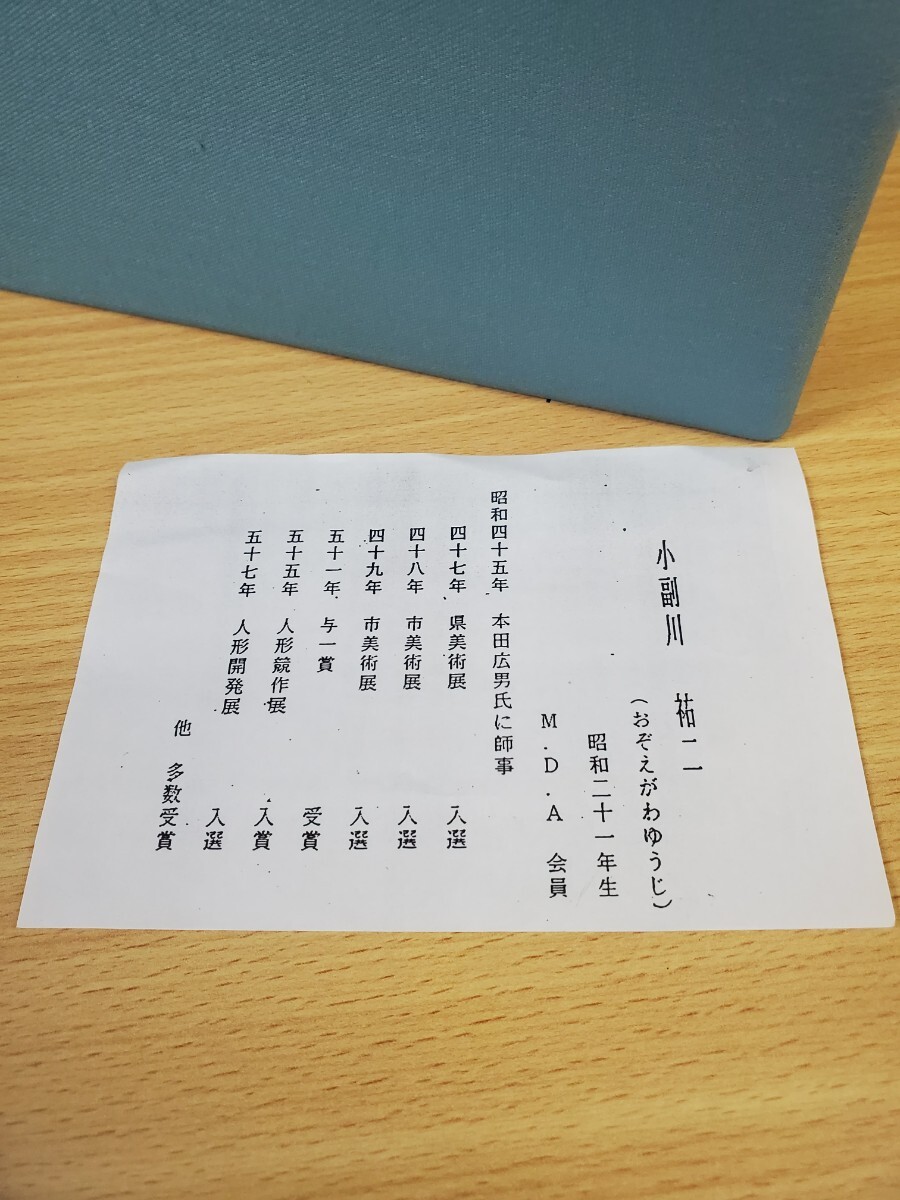 小副川 祐二
(おぞえがわゆうじ)
昭和二十一年生
M.D.A 会員
昭和四十五年 本田広男氏に師事
四十七年 県美術展 入選
四十八年 市美術展 入選
四十九年 市美術展 入選
五十一年 与一賞 受賞
五十五年 人形競作展 入賞
五十七年 人形開発展 入選
他 多数受賞